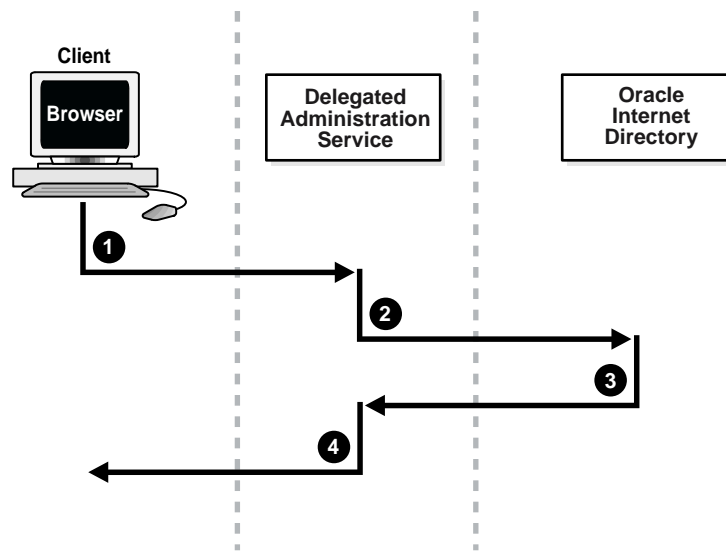 Client
Browser
Delegated
Administration
Service
Oracle
Internet
Directory
1
2
3
4